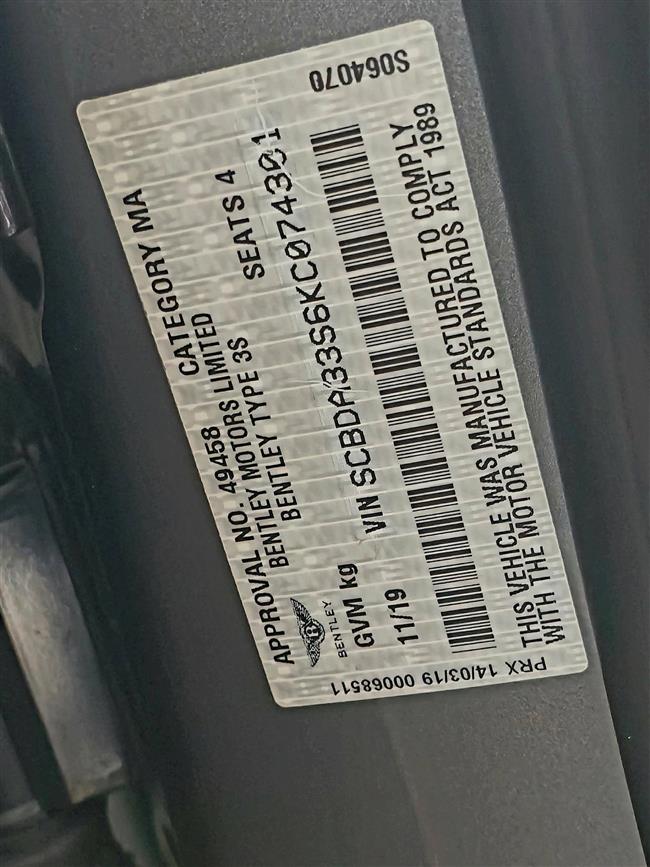 S064070
APPROVAL NO. 49458 CATEGORY MA
BENTLEY MOTORS LIMITED
BENTLEY TYPE 3S SEATS 4
BENTLEY
GVM kg
VIN SCBDA33S6KC074301
11/19
THIS VEHICLE WAS MANUFACTURED TO COMPLY
WITH THE MOTOR VEHICLE STANDARDS ACT 1989
PRX 14/03/19 00068511